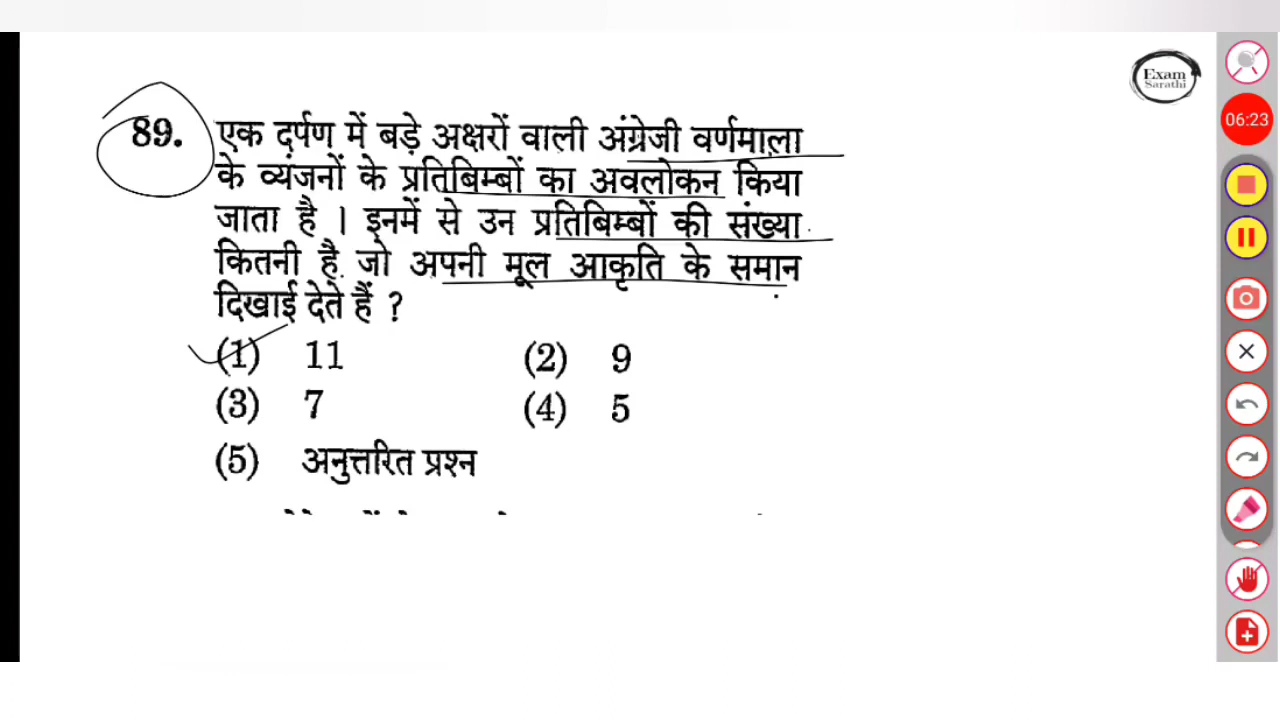 Exam
Sarathi
06:23
89. एक दर्पण में बड़े अक्षरों वाली अंग्रेजी वर्णमाला
के व्यंजनों के प्रतिबिम्बों का अवलोकन किया
जाता है । इनमें से उन प्रतिबिम्बों की संख्या
कितनी है जो अपनी मूल आकृति के समान
दिखाई देते हैं ?
(1) 11 (2) 9
(3) 7 (4) 5
(5) अनुत्तरित प्रश्न